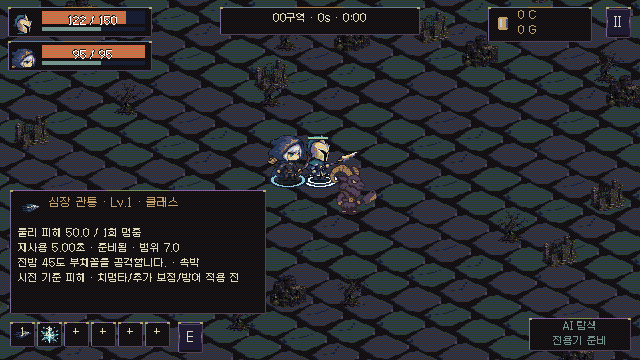 122 / 150
95 / 95
00구역 · 0s · 0:00
0 C
0 G
II
심장 관통 · Lv.1 · 클래스
물리 피해 50.0 / 1회 명중
재사용 5.00초 · 준비됨 · 범위 7.0
전방 45도 부채꼴을 공격합니다. · 속박
시전 기준 피해 · 치명타/추가 보정/방어 적용 전
+ + + +
E
AI 탐색
전용기 준비